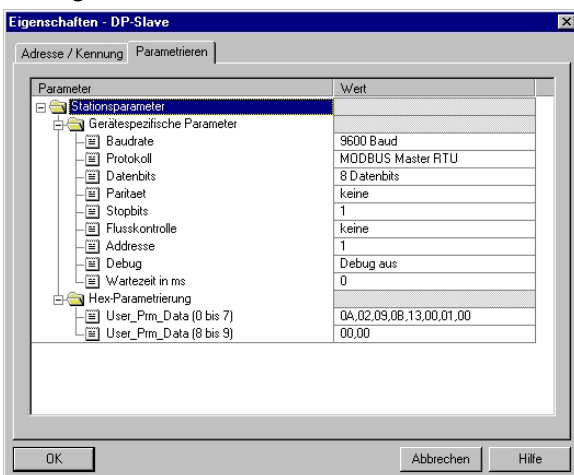 Eigenschaften - DP-Slave
Adresse / Kennung Parametrieren
Parameter Wert
Stationsparameter
Gerätespezifische Parameter
Baudrate 9600 Baud
Protokoll MODBUS Master RTU
Datenbits 8 Datenbits
Paritaet keine
Stopbits 1
Flusskontrolle keine
Addresse 1
Debug Debug aus
Wartezeit in ms 0
Hex-Parametrierung
User_Prm_Data (0 bis 7) 0A,02,09,0B,13,00,01,00
User_Prm_Data (8 bis 9) 00,00
OK Abbrechen Hilfe